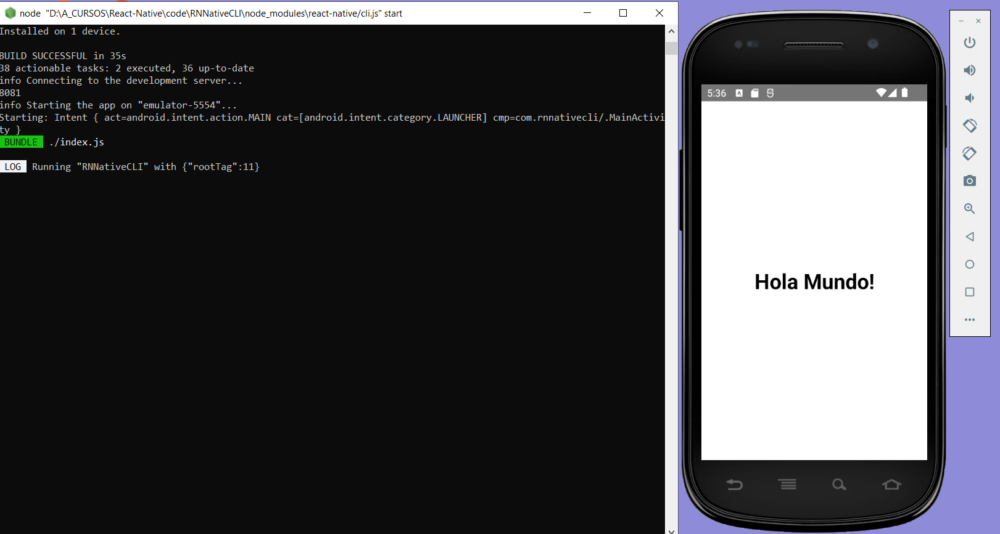 node "D:\A_CURSOS\React-Native\code\RNNativeCLI\node_modules\react-native/cli.js" start
Installed on 1 device.
BUILD SUCCESSFUL in 35s
38 actionable tasks: 2 executed, 36 up-to-date
info Connecting to the development server...
8081
info Starting the app on "emulator-5554"...
Starting: Intent { act=android.intent.action.MAIN cat=[android.intent.category.LAUNCHER] cmp=com.rnnativecli/.MainActivi
ty }
BUNDLE ./index.js
LOG Running "RNNativeCLI" with {"rootTag":11}
5:36
Hola Mundo!